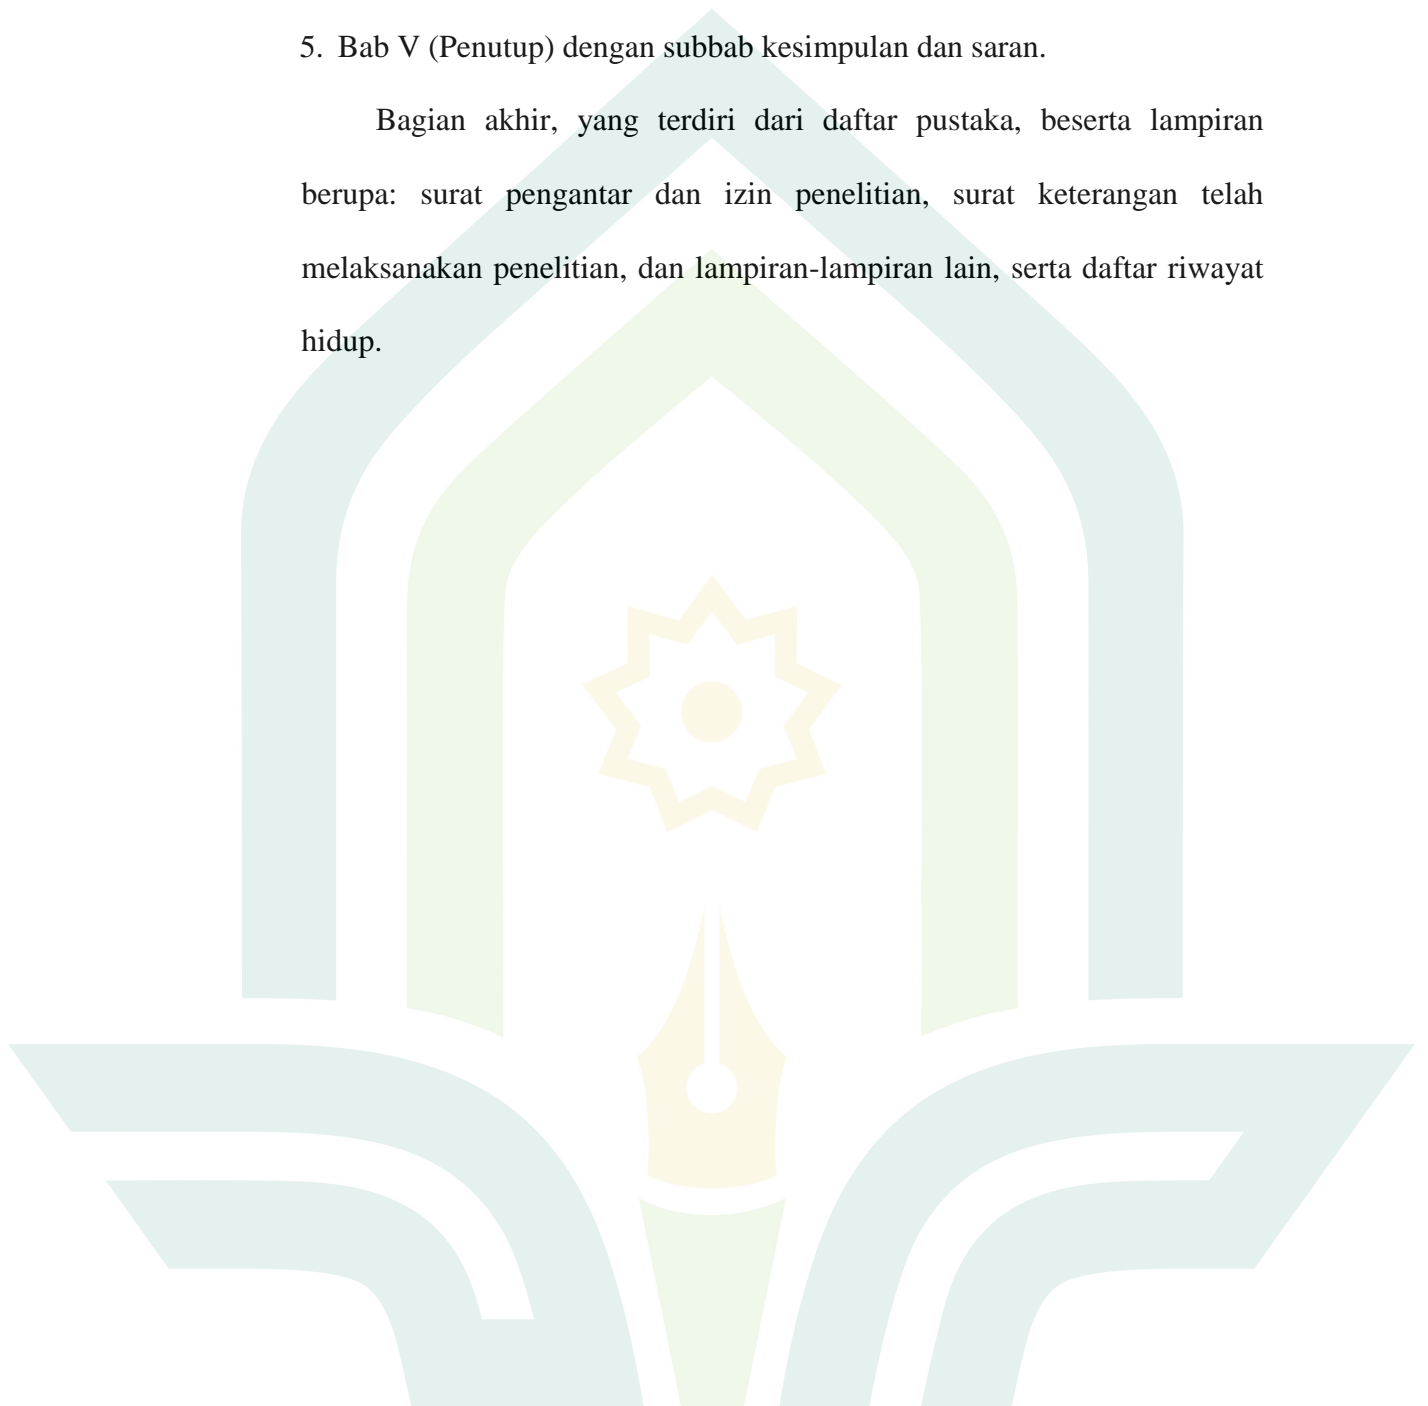 5. Bab V (Penutup) dengan subbab kesimpulan dan saran.
Bagian akhir, yang terdiri dari daftar pustaka, beserta lampiran
berupa: surat pengantar dan izin penelitian, surat keterangan telah
melaksanakan penelitian, dan lampiran-lampiran lain, serta daftar riwayat
hidup.